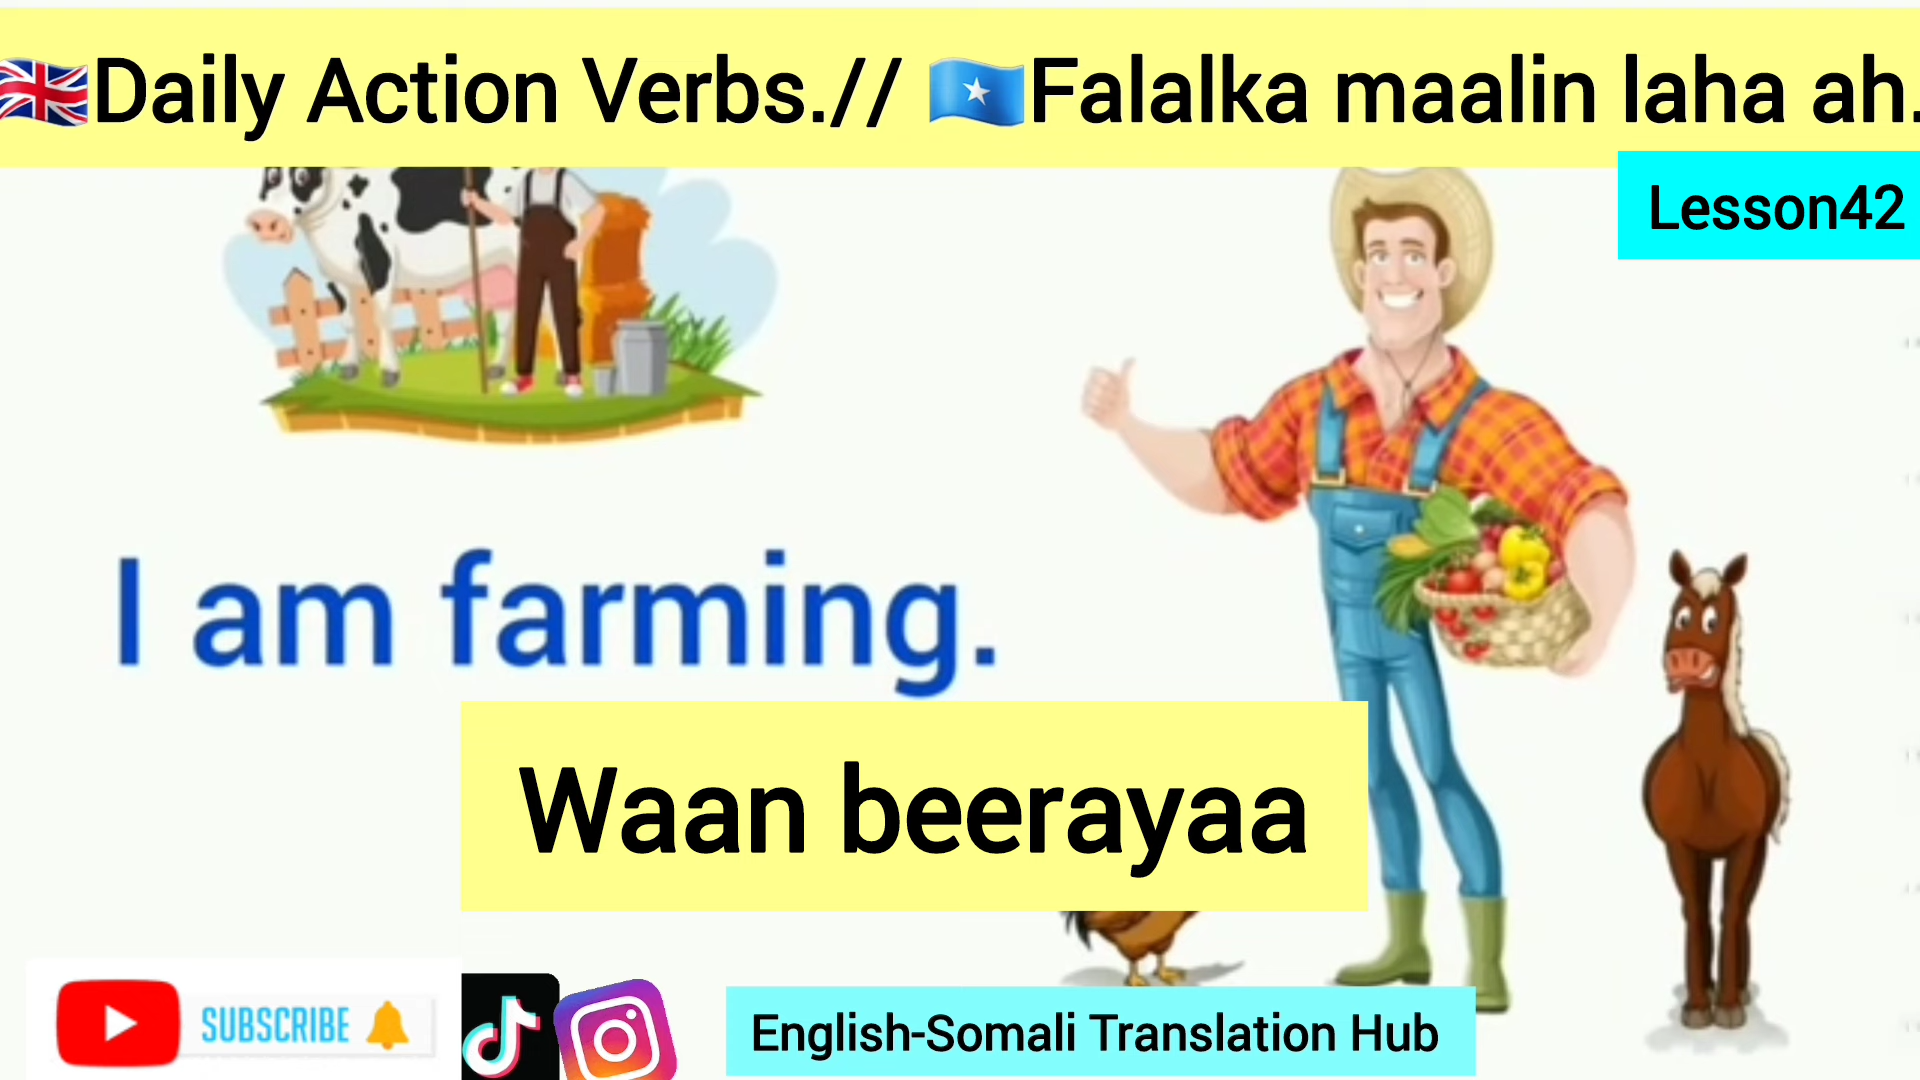 🇬🇧Daily Action Verbs.// 🇸🇴Falalka maalin laha ah.
Lesson42
I am farming.
Waan beerayaa
SUBSCRIBE
English-Somali Translation Hub